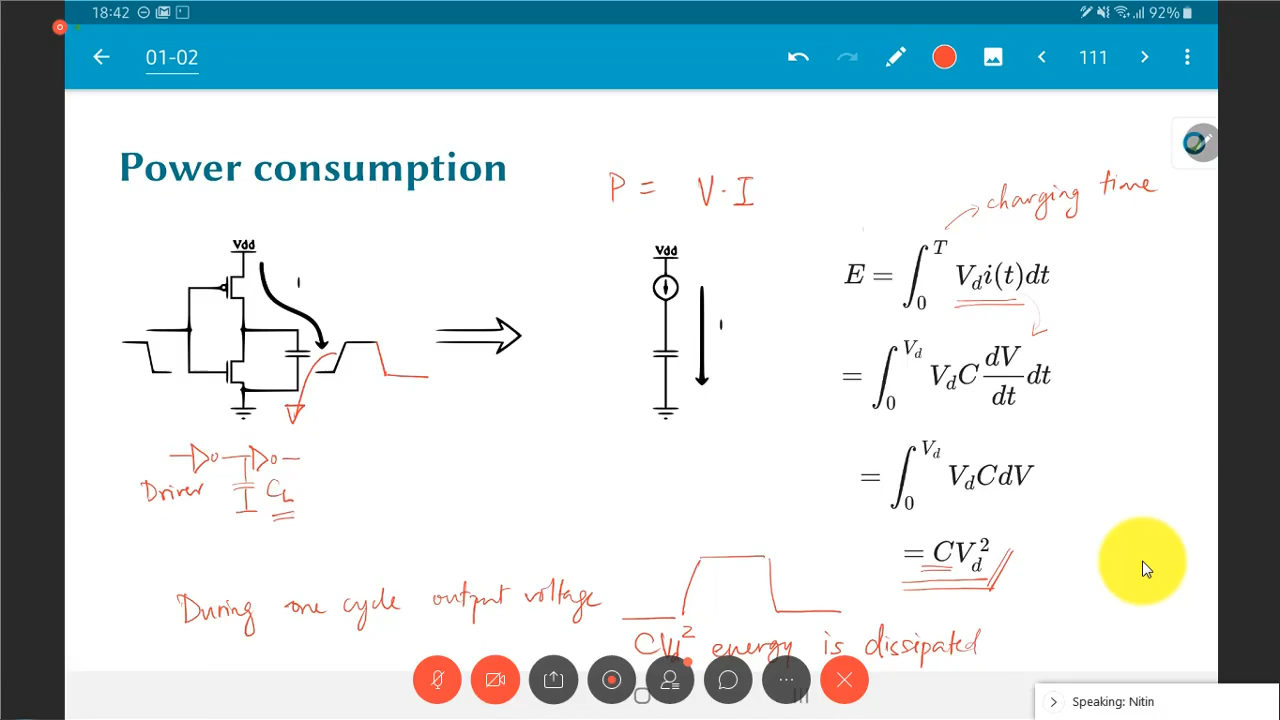 18:42
92%
01-02
111
Power consumption
P = V·I
charging time
Vdd
Vdd
E = ∫₀ᵀ V_d i(t)dt
= ∫₀^{V_d} V_d C dV/dt dt
= ∫₀^{V_d} V_d C dV
= CV_d²
Driver
C_L
During one cycle output voltage
CV_d² energy is dissipated
Speaking: Nitin